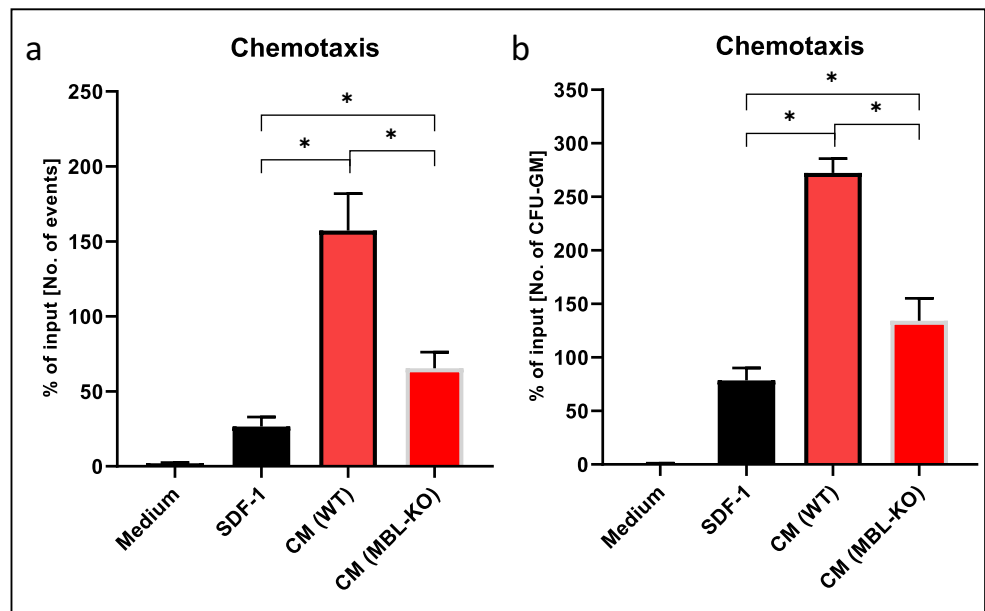 a
Chemotaxis
% of input [No. of events]
250
200
150
100
50
0
*
*
*
Medium
SDF-1
CM (WT)
CM (MBL-KO)
b
Chemotaxis
% of input [No. of CFU-GM]
350
300
250
200
150
100
50
0
*
*
*
Medium
SDF-1
CM (WT)
CM (MBL-KO)